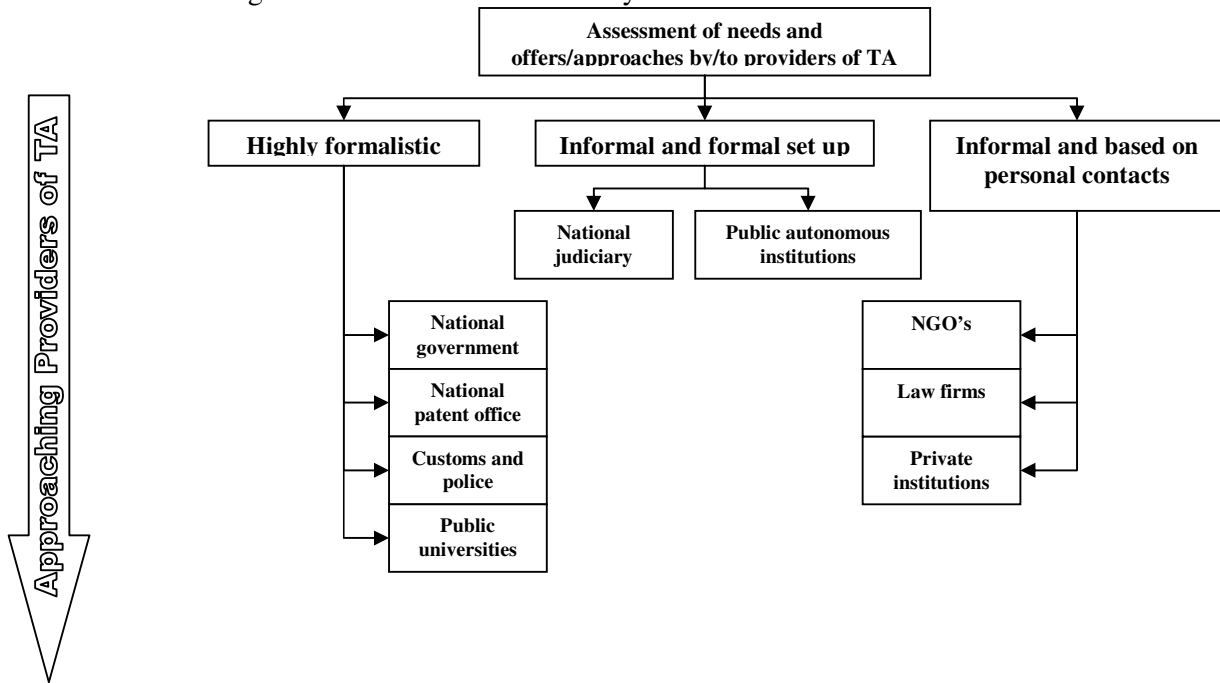 Assessment of needs and
offers/approaches by/to providers of TA
Approaching Providers of TA
Highly formalistic
Informal and formal set up
Informal and based on
personal contacts
National
judiciary
Public autonomous
institutions
National
government
National
patent office
Customs and
police
Public
universities
NGO's
Law firms
Private
institutions